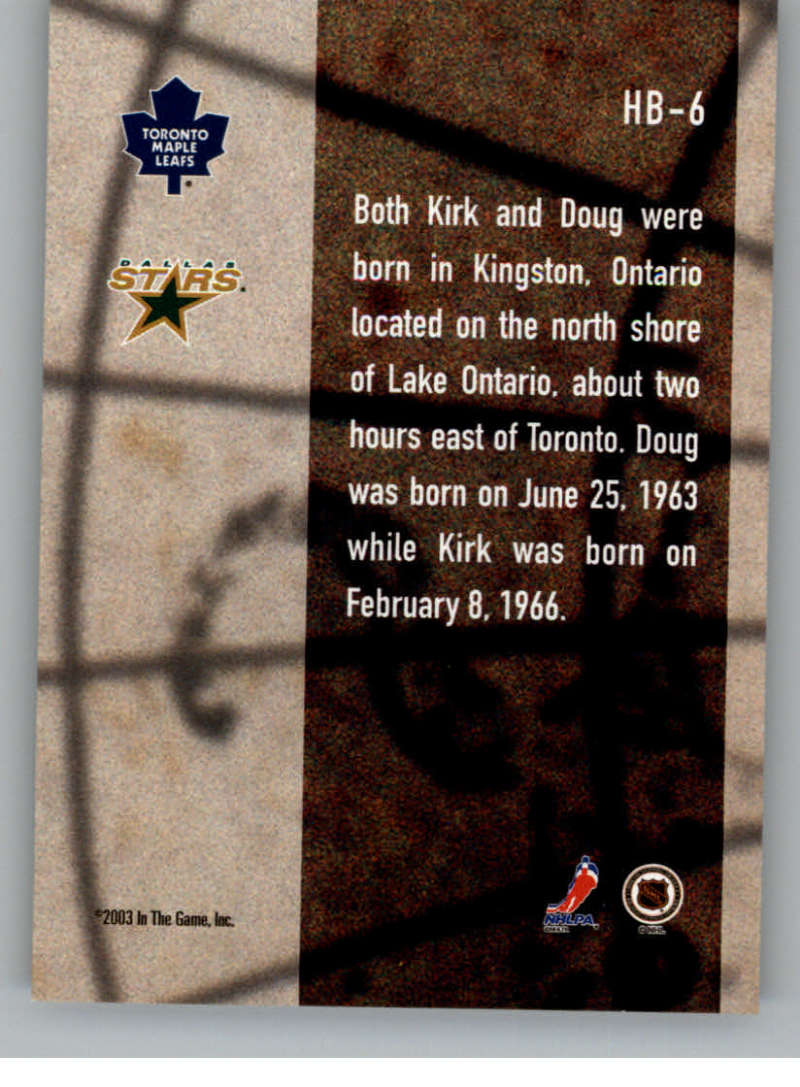 HB-6
TORONTO
MAPLE
LEAFS
DALLAS
STARS
Both Kirk and Doug were
born in Kingston, Ontario
located on the north shore
of Lake Ontario, about two
hours east of Toronto. Doug
was born on June 25, 1963
while Kirk was born on
February 8, 1966.
©2003 In The Game, Inc.
NHLPA
© NHL